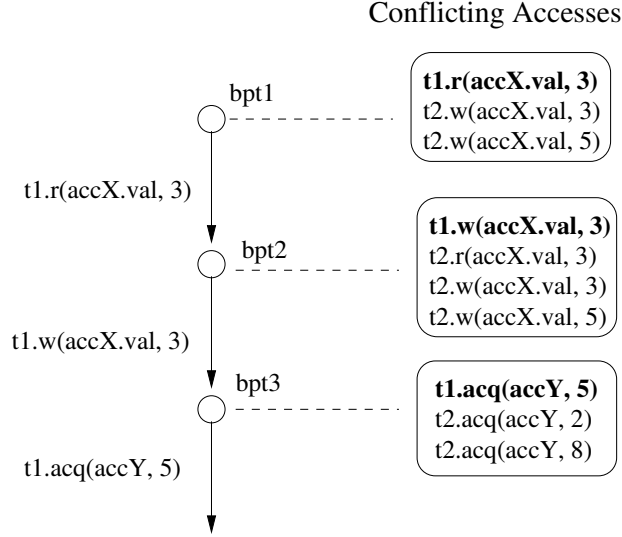 Conflicting Accesses
bpt1
t1.r(accX.val, 3)
t2.w(accX.val, 3)
t2.w(accX.val, 5)
t1.r(accX.val, 3)
bpt2
t1.w(accX.val, 3)
t2.r(accX.val, 3)
t2.w(accX.val, 3)
t2.w(accX.val, 5)
t1.w(accX.val, 3)
bpt3
t1.acq(accY, 5)
t2.acq(accY, 2)
t2.acq(accY, 8)
t1.acq(accY, 5)